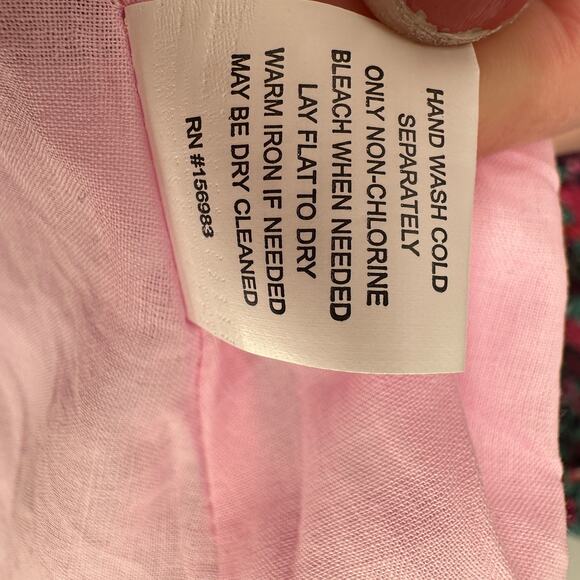 HAND WASH COLD
SEPARATELY
ONLY NON-CHLORINE
BLEACH WHEN NEEDED
LAY FLAT TO DRY
WARM IRON IF NEEDED
MAY BE DRY CLEANED
RN #156983